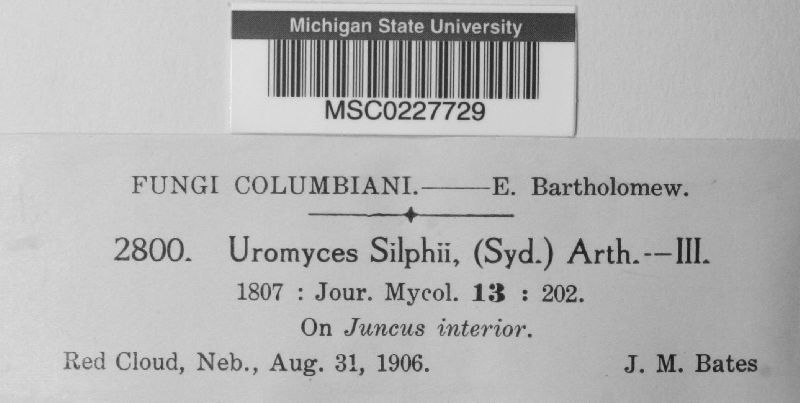 Michigan State University
MSC0227729
FUNGI COLUMBIANI.——E. Bartholomew.
2800. Uromyces Silphii, (Syd.) Arth.--III.
1807 : Jour. Mycol. 13 : 202.
On Juncus interior.
Red Cloud, Neb., Aug. 31, 1906. J. M. Bates